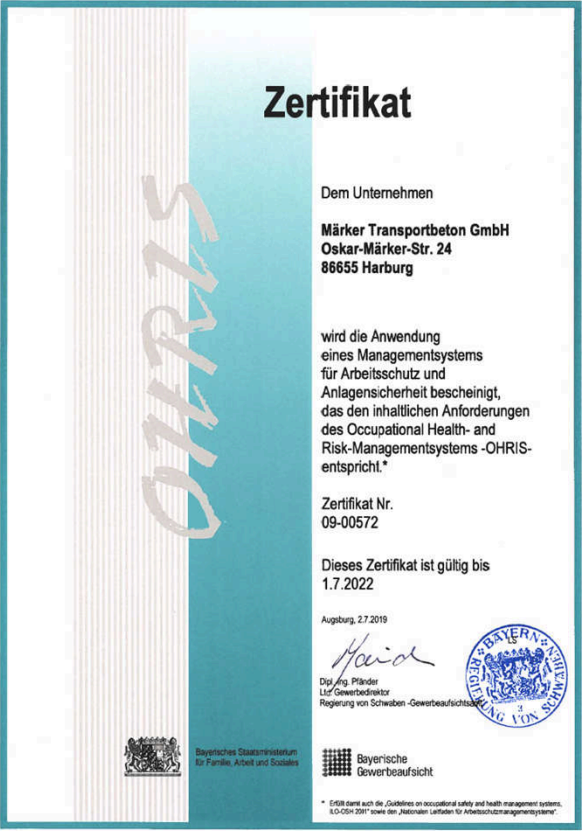 Zertifikat
OHRIS
Dem Unternehmen
Märker Transportbeton GmbH
Oskar-Märker-Str. 24
86655 Harburg
wird die Anwendung
eines Managementsystems
für Arbeitsschutz und
Anlagensicherheit bescheinigt,
das den inhaltlichen Anforderungen
des Occupational Health- and
Risk-Managementsystems -OHRIS-
entspricht.*
Zertifikat Nr.
09-00572
Dieses Zertifikat ist gültig bis
1.7.2022
Augsburg, 2.7.2019
Dipl.-Ing. Pfänder
Ltd. Gewerbedirektor
Regierung von Schwaben -Gewerbeaufsichtsamt
BAYERN
LS
REGIERUNG VON SCHWABEN
3
Bayerisches Staatsministerium
für Familie, Arbeit und Soziales
Bayerische
Gewerbeaufsicht
* Erfüllt damit auch die „Guidelines on occupational safety and health management systems,
ILO-OSH 2001" sowie den „Nationalen Leitfaden für Arbeitsschutzmanagementsysteme".